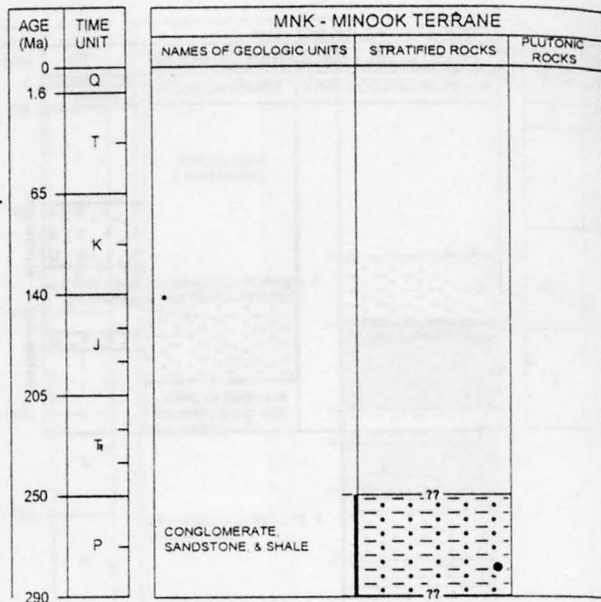 MNK - MINOOK TERRANE
AGE (Ma)
TIME UNIT
NAMES OF GEOLOGIC UNITS
STRATIFIED ROCKS
PLUTONIC ROCKS
0
Q
1.6
T
65
K
140
J
205
Tr
250
??
P
CONGLOMERATE,
SANDSTONE, & SHALE
290
??